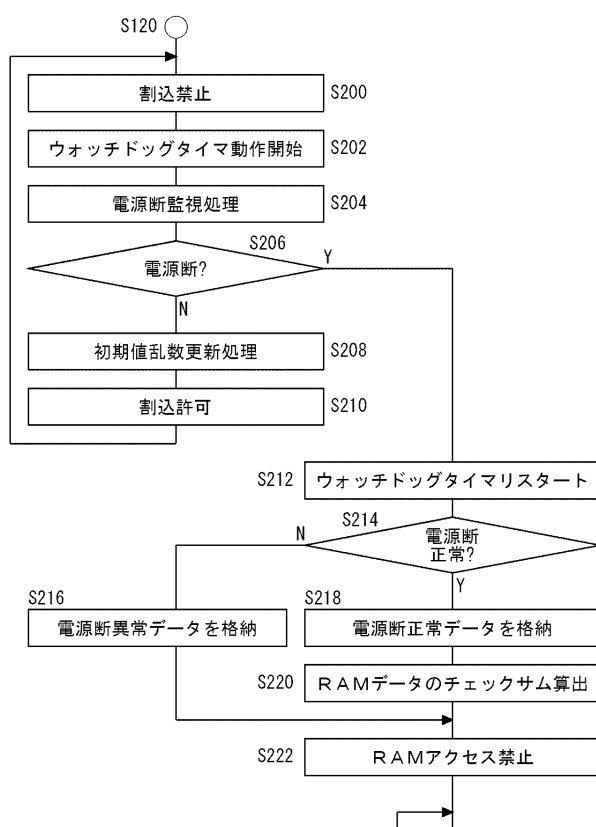 S120
割込禁止 S200
ウォッチドッグタイマ動作開始 S202
電源断監視処理 S204
S206
電源断? Y
N
初期値乱数更新処理 S208
割込許可 S210
S212 ウォッチドッグタイマリスタート
S214
N 電源断
正常?
Y
S216 S218
電源断異常データを格納 電源断正常データを格納
S220 RAMデータのチェックサム算出
S222 RAMアクセス禁止